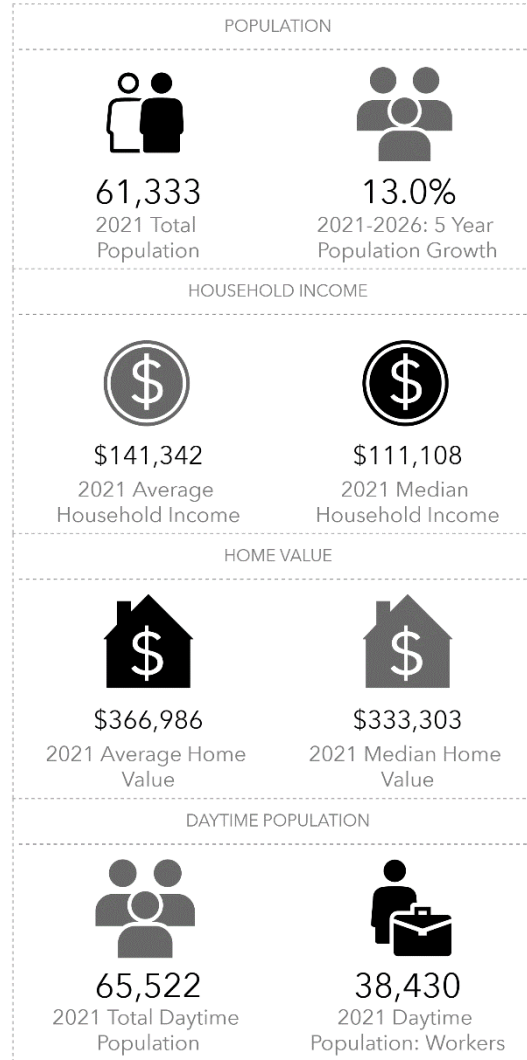 POPULATION
61,333
2021 Total
Population
13.0%
2021-2026: 5 Year
Population Growth
HOUSEHOLD INCOME
$
$141,342
2021 Average
Household Income
$
$111,108
2021 Median
Household Income
HOME VALUE
$
$366,986
2021 Average Home
Value
$
$333,303
2021 Median Home
Value
DAYTIME POPULATION
65,522
2021 Total Daytime
Population
38,430
2021 Daytime
Population: Workers